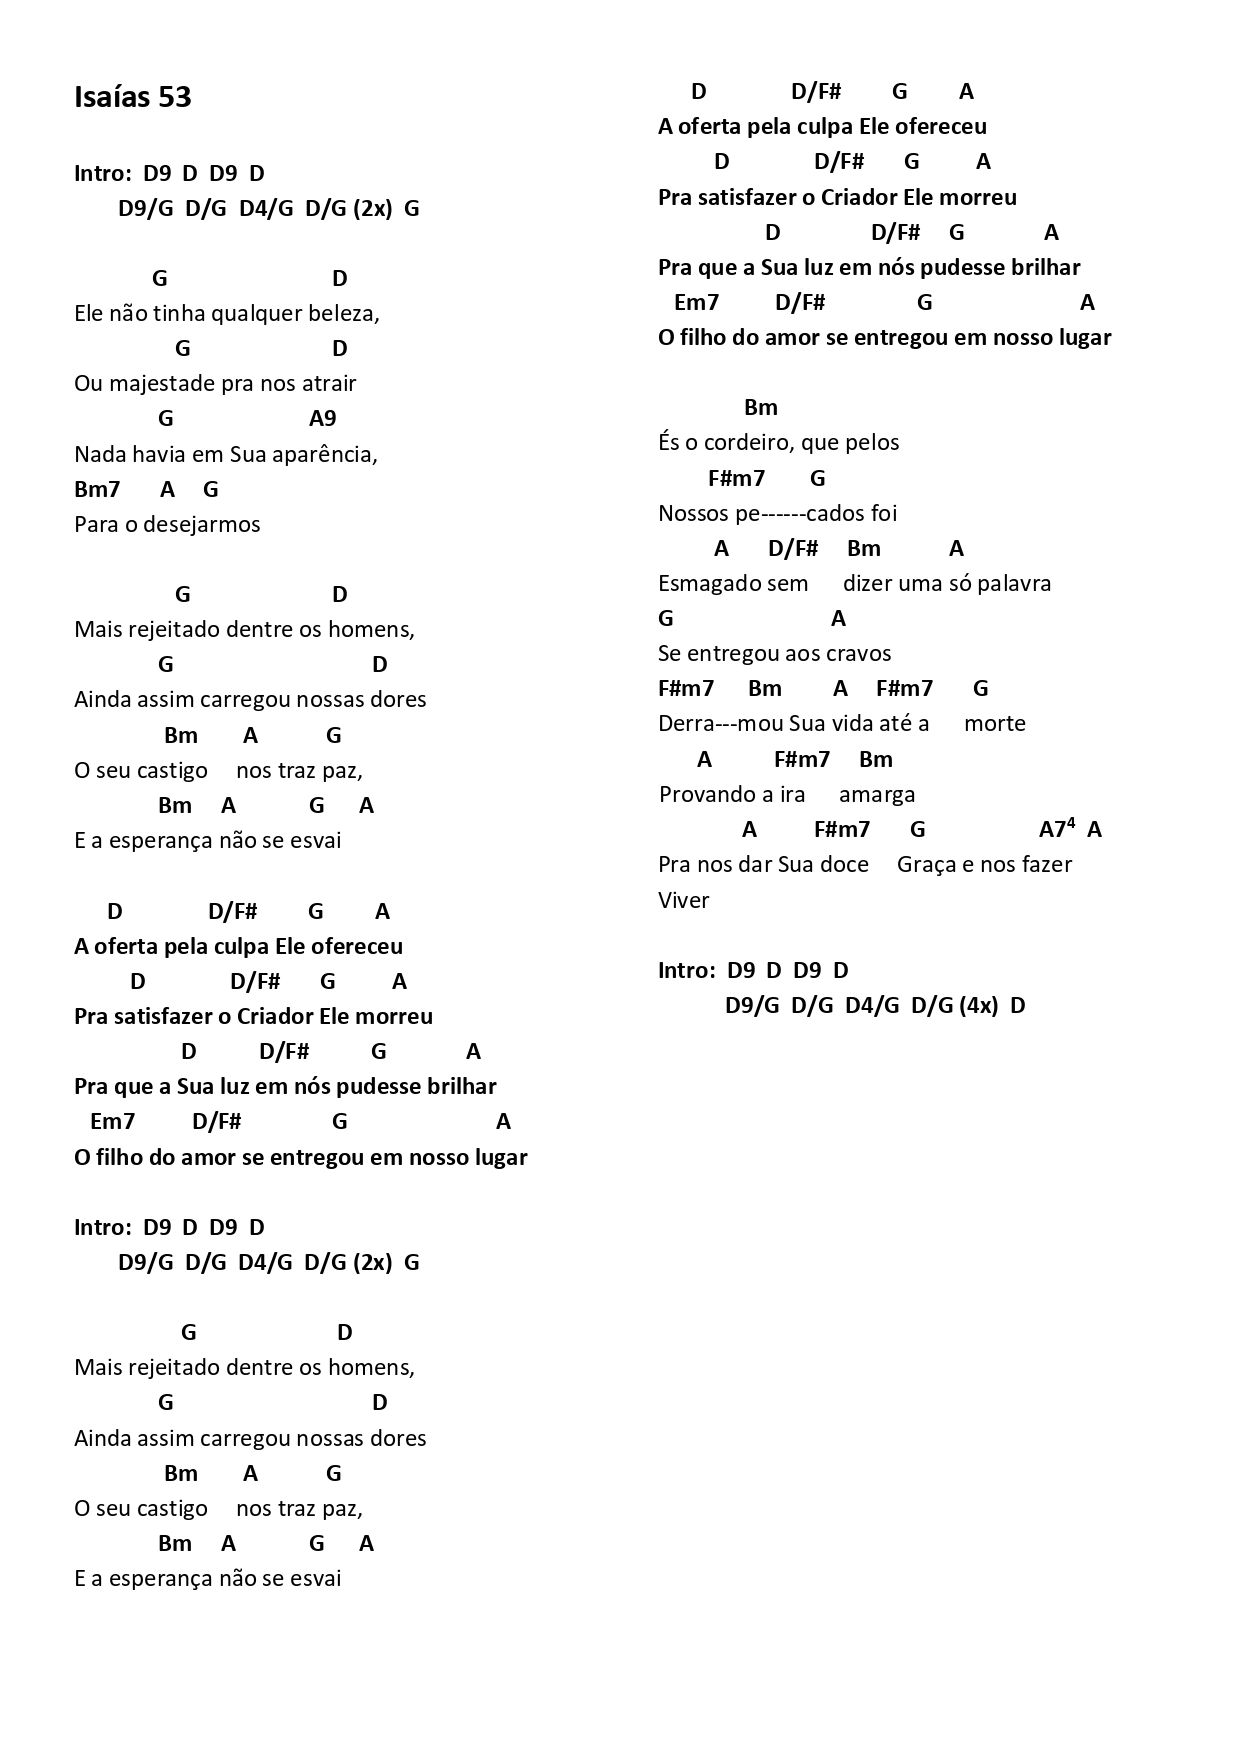 Isaías 53
Intro: D9 D D9 D
D9/G D/G D4/G D/G (2x) G
G D
Ele não tinha qualquer beleza,
G D
Ou majestade pra nos atrair
G A9
Nada havia em Sua aparência,
Bm7 A G
Para o desejarmos
G D
Mais rejeitado dentre os homens,
G D
Ainda assim carregou nossas dores
Bm A G
O seu castigo nos traz paz,
Bm A G A
E a esperança não se esvai
D D/F# G A
A oferta pela culpa Ele ofereceu
D D/F# G A
Pra satisfazer o Criador Ele morreu
D D/F# G A
Pra que a Sua luz em nós pudesse brilhar
Em7 D/F# G A
O filho do amor se entregou em nosso lugar
Intro: D9 D D9 D
D9/G D/G D4/G D/G (2x) G
G D
Mais rejeitado dentre os homens,
G D
Ainda assim carregou nossas dores
Bm A G
O seu castigo nos traz paz,
Bm A G A
E a esperança não se esvai
D D/F# G A
A oferta pela culpa Ele ofereceu
D D/F# G A
Pra satisfazer o Criador Ele morreu
D D/F# G A
Pra que a Sua luz em nós pudesse brilhar
Em7 D/F# G A
O filho do amor se entregou em nosso lugar
Bm
És o cordeiro, que pelos
F#m7 G
Nossos pe------cados foi
A D/F# Bm A
Esmagado sem dizer uma só palavra
G A
Se entregou aos cravos
F#m7 Bm A F#m7 G
Derra---mou Sua vida até a morte
A F#m7 Bm
Provando a ira amarga
A F#m7 G A7⁴ A
Pra nos dar Sua doce Graça e nos fazer
Viver
Intro: D9 D D9 D
D9/G D/G D4/G D/G (4x) D